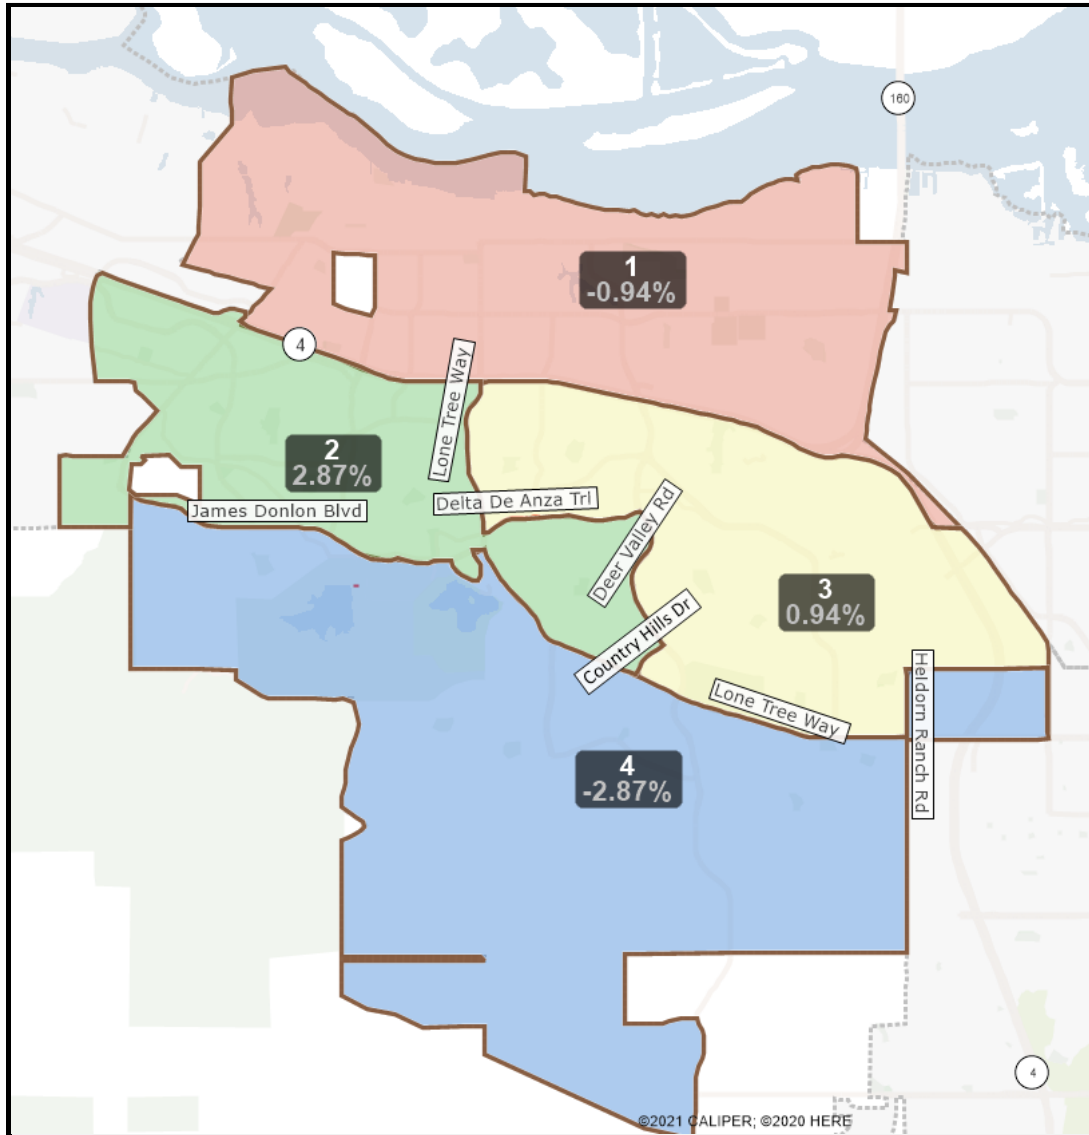 160
1
-0.94%
4
Lone Tree Way
2
2.87%
Delta De Anza Trl
James Donlon Blvd
Deer Valley Rd
3
0.94%
Country Hills Dr
Lone Tree Way
Heldorn Ranch Rd
4
-2.87%
4
©2021 CALIPER; ©2020 HERE